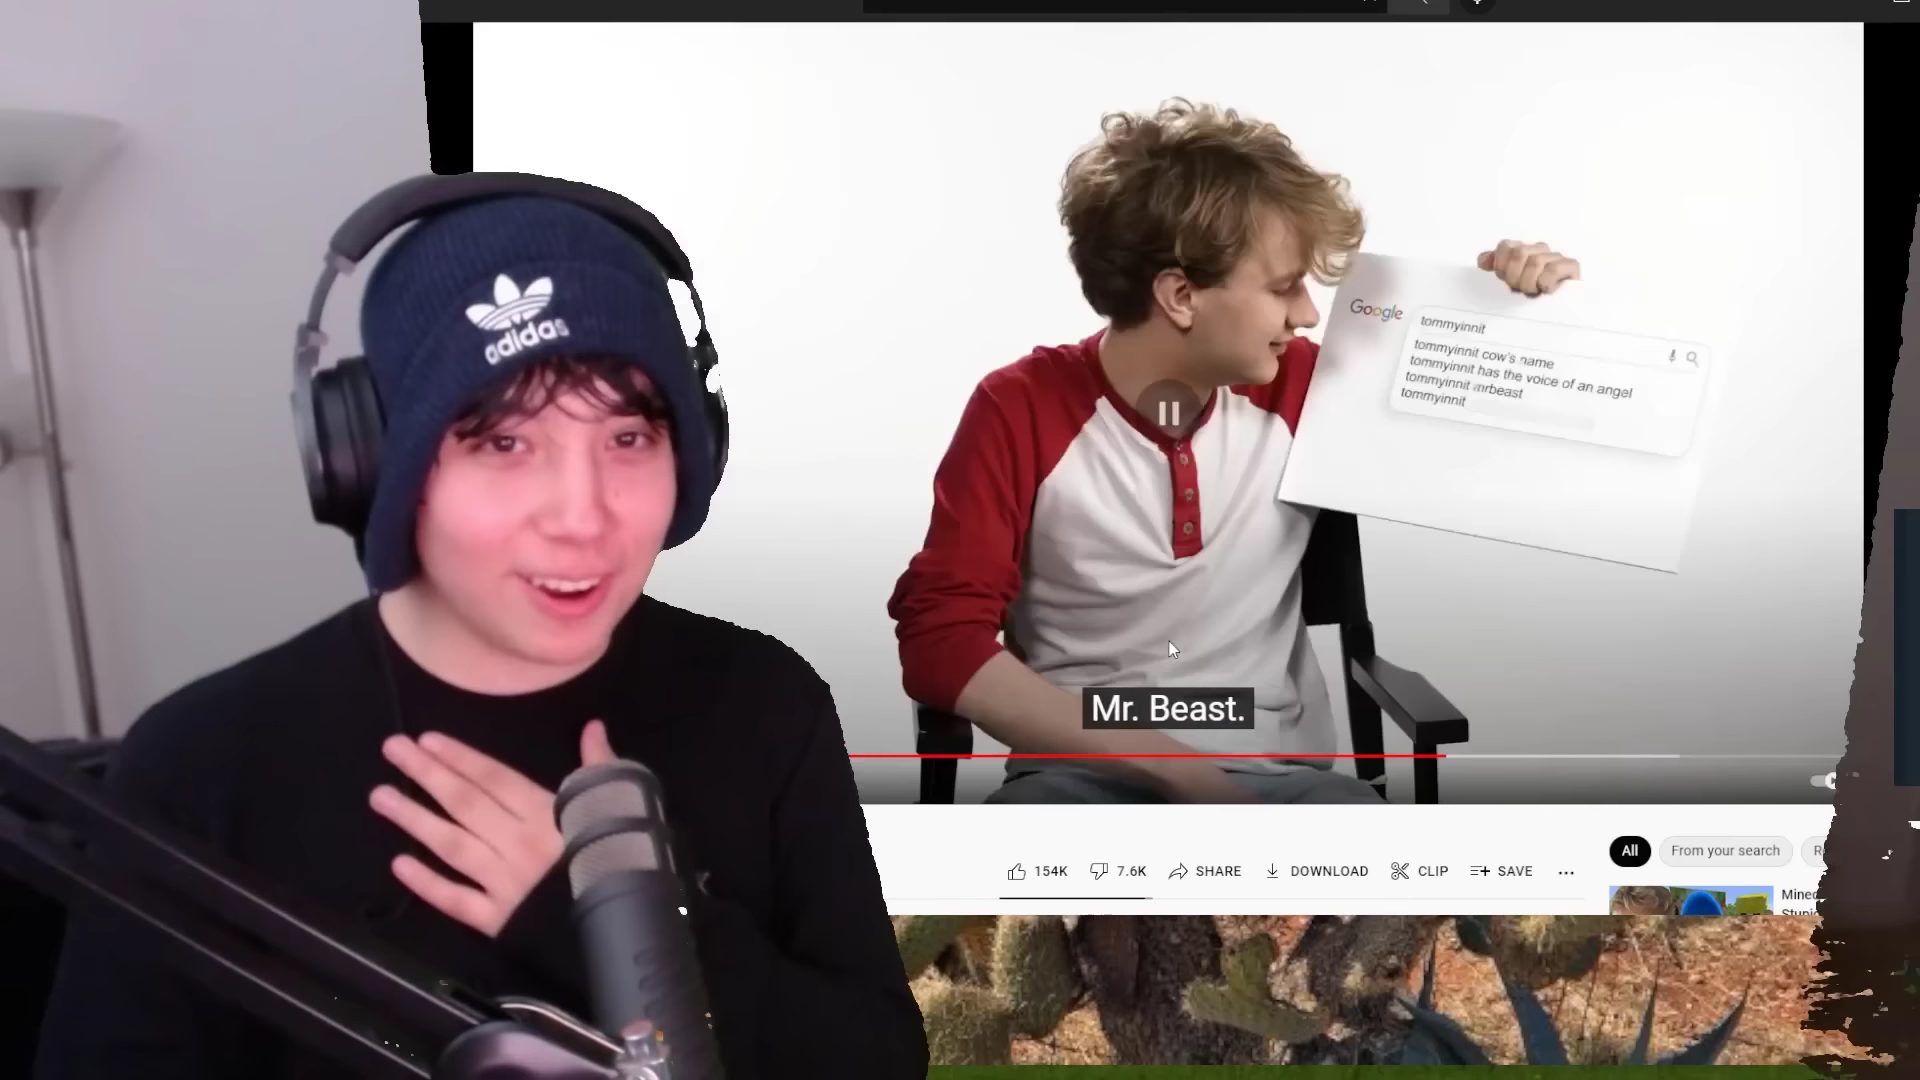 adidas
Google
tommyinnit
tommyinnit cow's name
tommyinnit has the voice of an angel
tommyinnit mrbeast
tommyinnit
Mr. Beast.
154K
7.6K
SHARE
DOWNLOAD
CLIP
SAVE
All
From your search